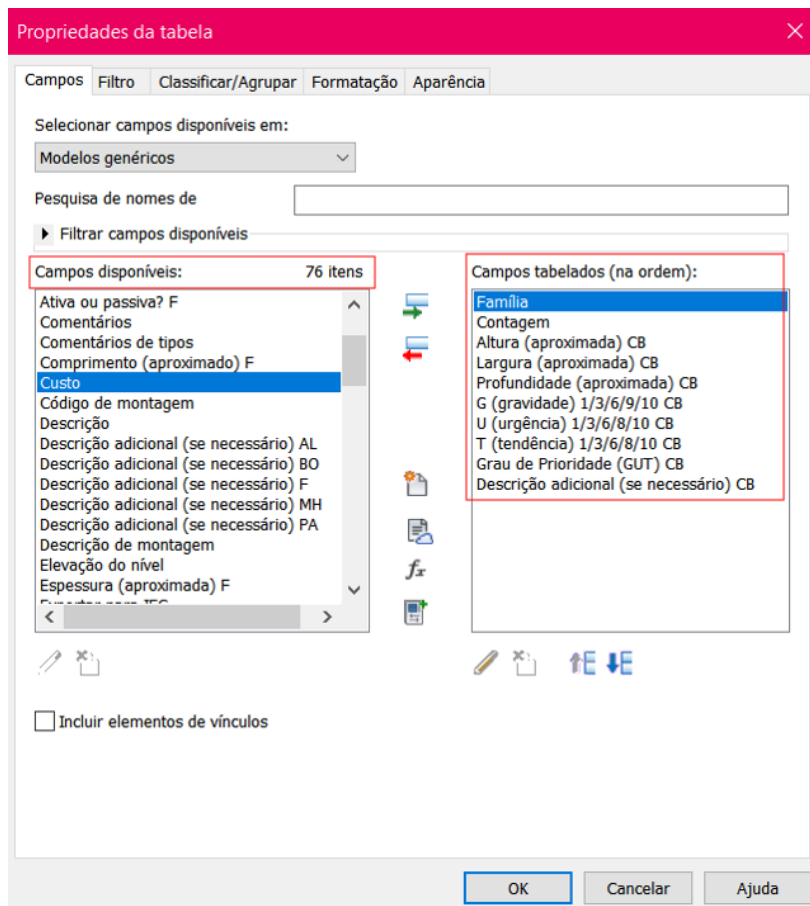 Propriedades da tabela
Campos Filtro Classificar/Agrupar Formatação Aparência
Selecionar campos disponíveis em:
Modelos genéricos
Pesquisa de nomes de
Filtrar campos disponíveis
Campos disponíveis: 76 itens
Ativa ou passiva? F
Comentários
Comentários de tipos
Comprimento (aproximado) F
Custo
Código de montagem
Descrição
Descrição adicional (se necessário) AL
Descrição adicional (se necessário) BO
Descrição adicional (se necessário) F
Descrição adicional (se necessário) MH
Descrição adicional (se necessário) PA
Descrição de montagem
Elevação do nível
Espessura (aproximada) F
Campos tabelados (na ordem):
Família
Contagem
Altura (aproximada) CB
Largura (aproximada) CB
Profundidade (aproximada) CB
G (gravidade) 1/3/6/9/10 CB
U (urgência) 1/3/6/8/10 CB
T (tendência) 1/3/6/8/10 CB
Grau de Prioridade (GUT) CB
Descrição adicional (se necessário) CB
fx
Incluir elementos de vínculos
OK Cancelar Ajuda